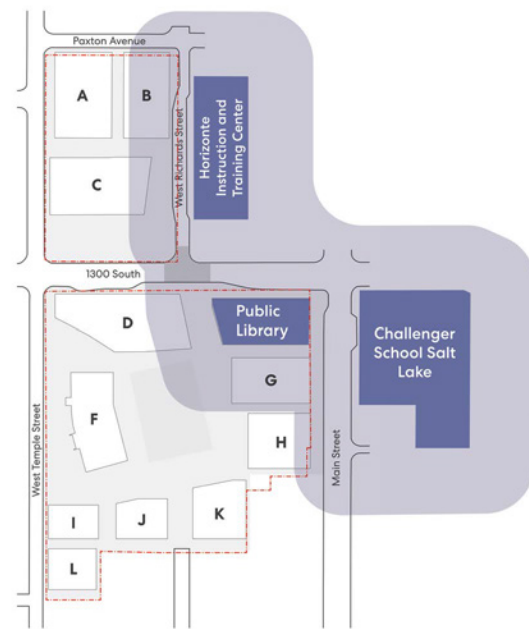 Paxton Avenue
A
B
West Richards Street
Horizonte
Instruction and
Training Center
C
1300 South
D
Public
Library
Challenger
School Salt
Lake
West Temple Street
F
G
H
Main Street
I
J
K
L